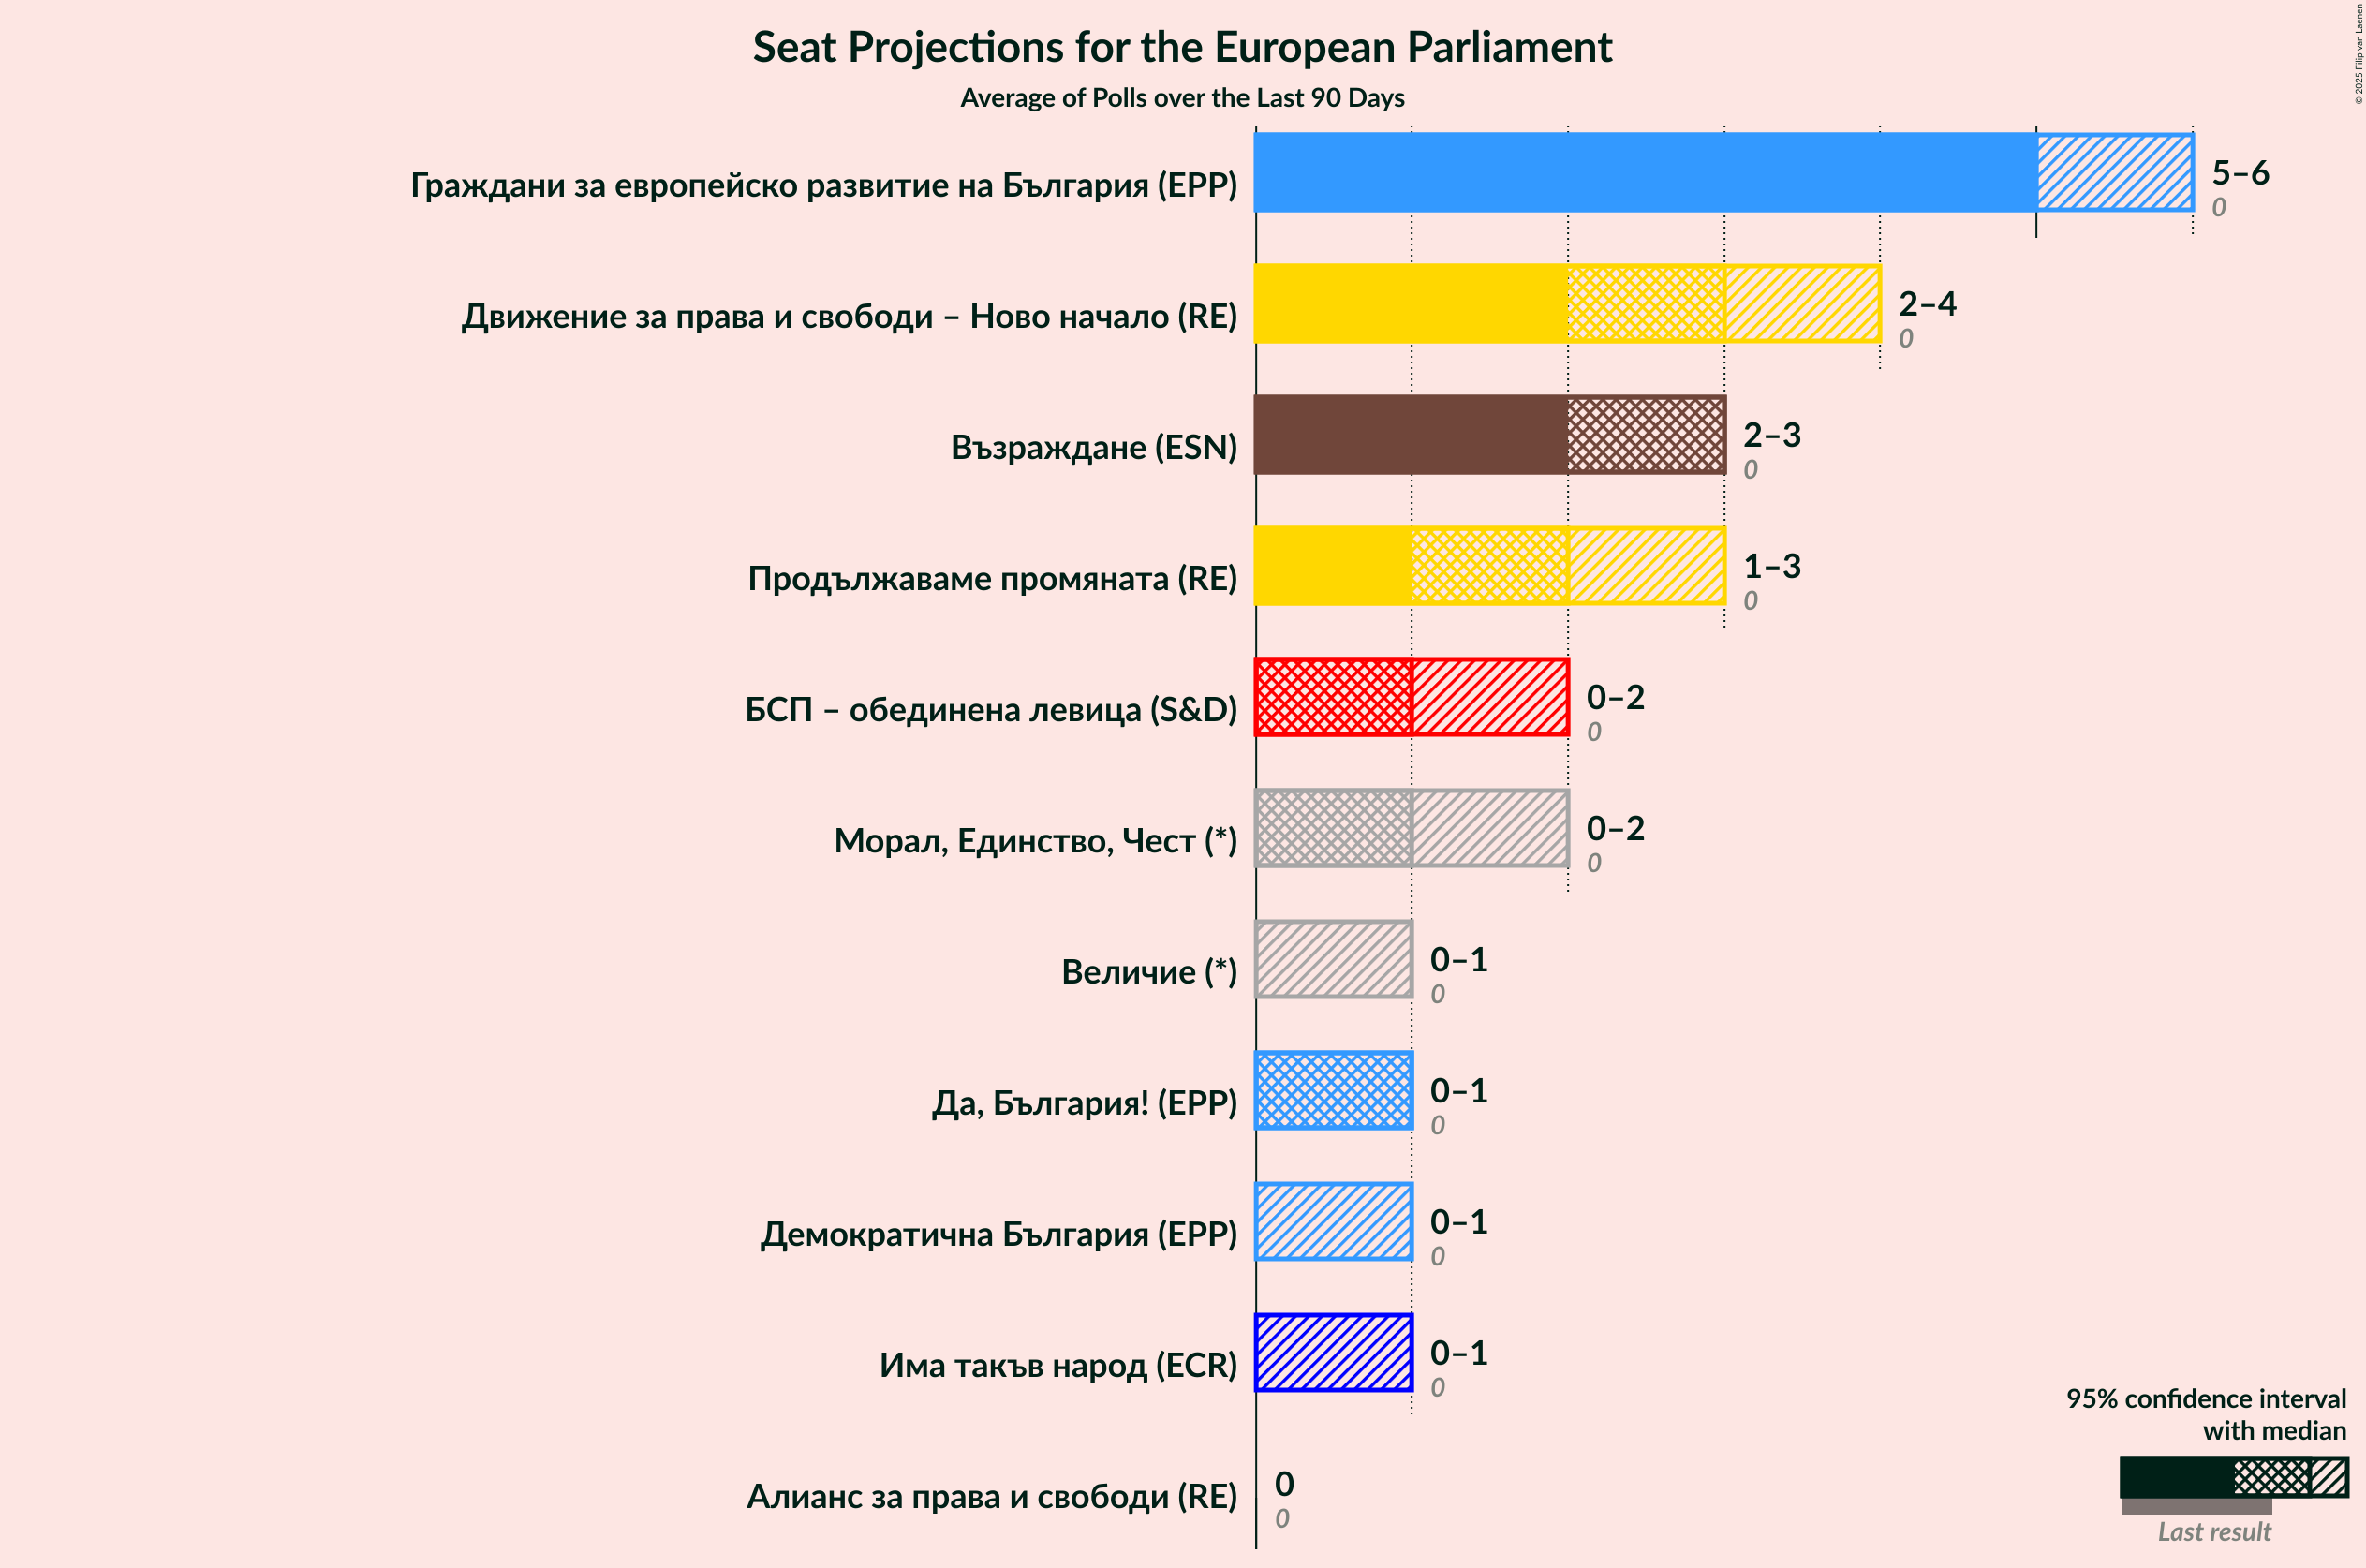 © 2025 Filip van Laenen
Seat Projections for the European Parliament
Average of Polls over the Last 90 Days
Граждани за европейско развитие на България (EPP)
5–6
0
Движение за права и свободи – Ново начало (RE)
2–4
0
Възраждане (ESN)
2–3
0
Продължаваме промяната (RE)
1–3
0
БСП – обединена левица (S&D)
0–2
0
Морал, Единство, Чест (*)
0–2
0
Величие (*)
0–1
0
Да, България! (EPP)
0–1
0
Демократична България (EPP)
0–1
0
Има такъв народ (ECR)
0–1
0
Алианс за права и свободи (RE)
0
0
95% confidence interval
with median
Last result